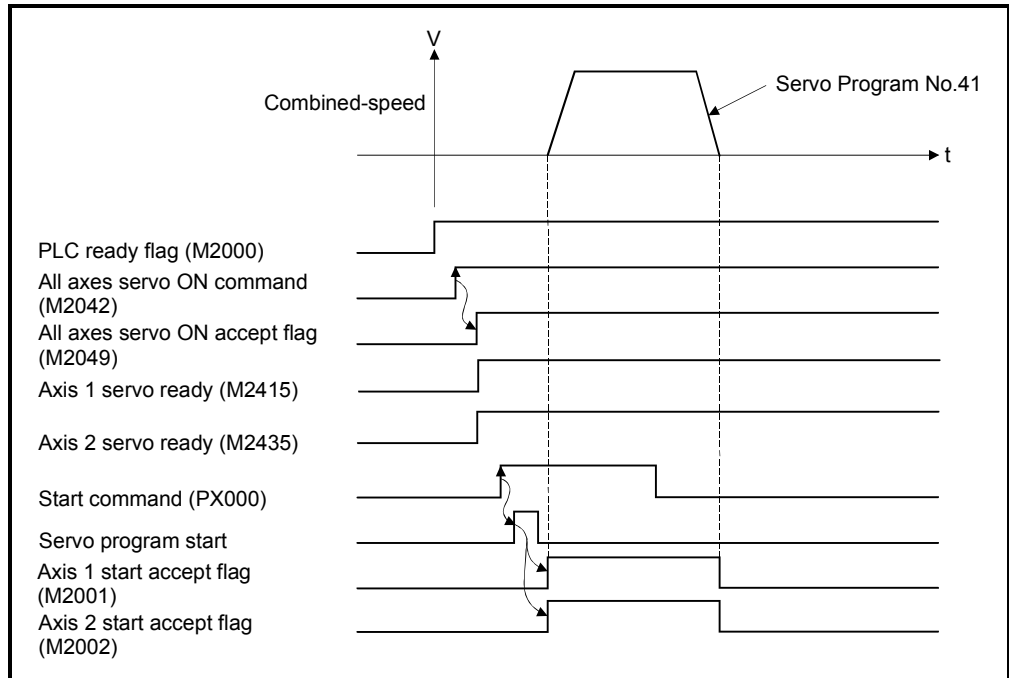 V
Servo Program No.41
Combined-speed
t
PLC ready flag (M2000)
All axes servo ON command
(M2042)
All axes servo ON accept flag
(M2049)
Axis 1 servo ready (M2415)
Axis 2 servo ready (M2435)
Start command (PX000)
Servo program start
Axis 1 start accept flag
(M2001)
Axis 2 start accept flag
(M2002)